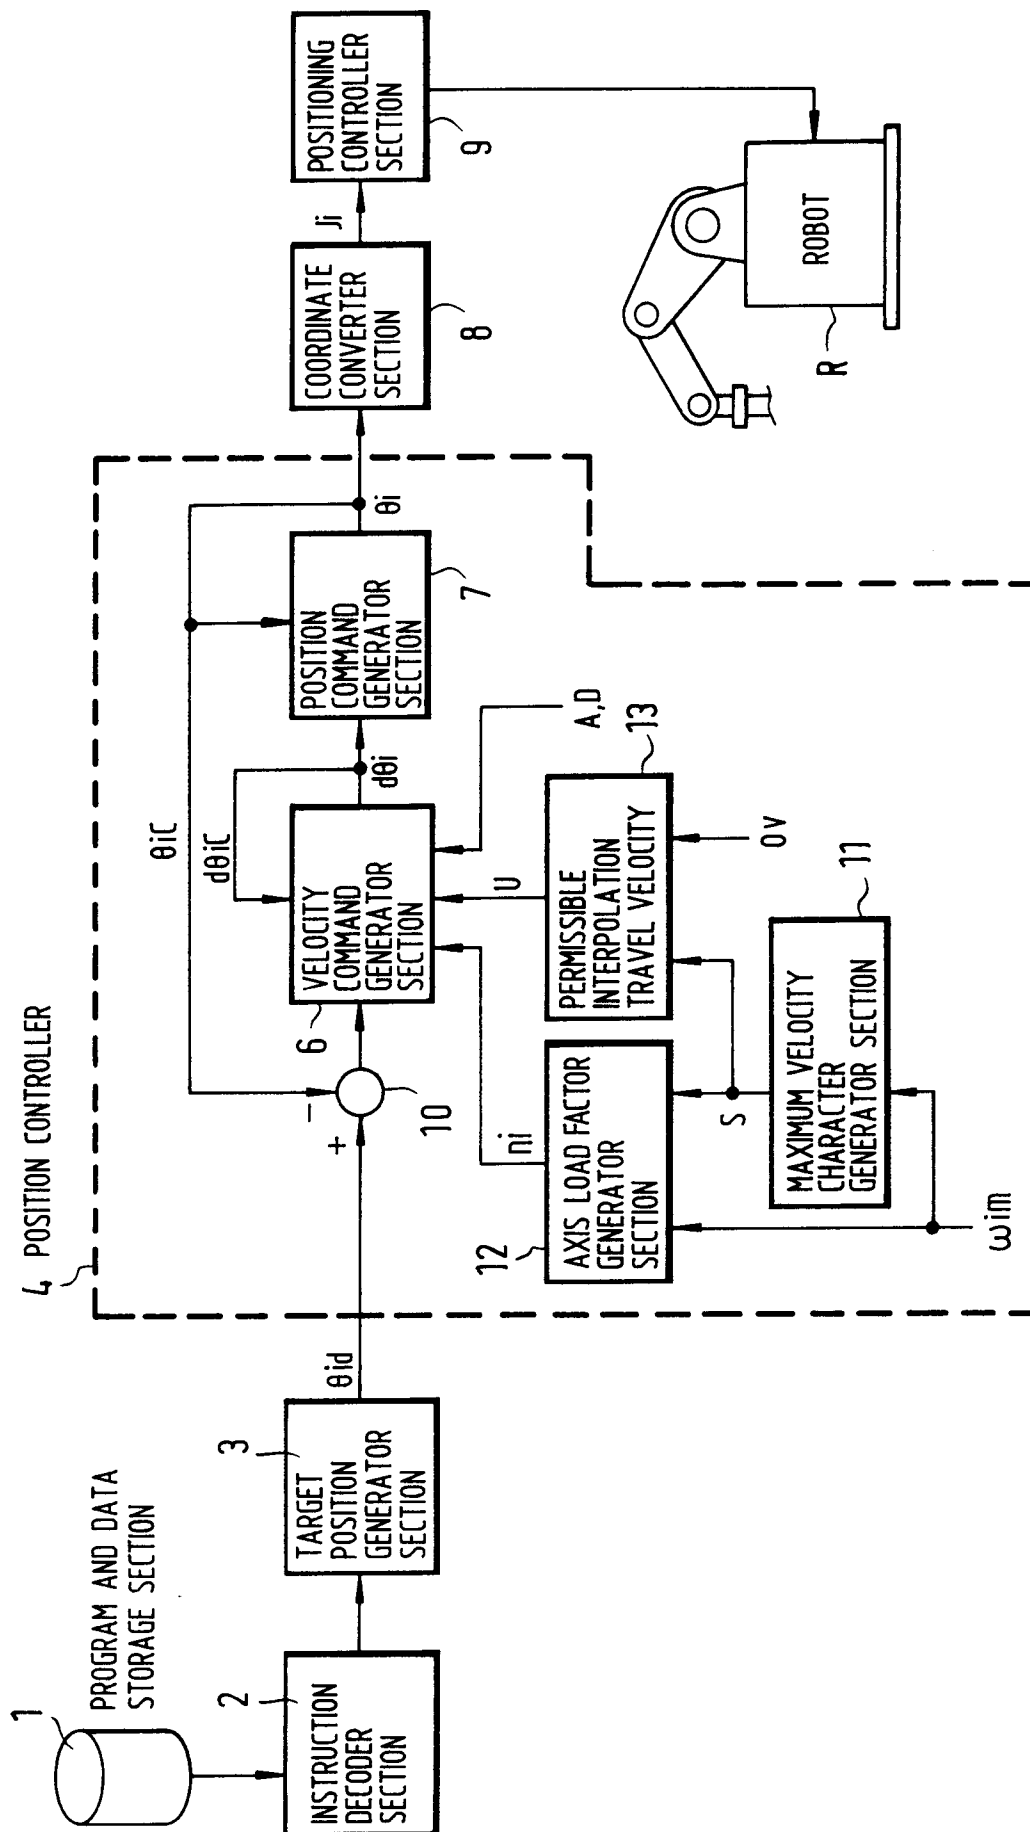 1
PROGRAM AND DATA
STORAGE SECTION
2
INSTRUCTION
DECODER
SECTION
3
TARGET
POSITION
GENERATOR
SECTION
θid
4 POSITION CONTROLLER
+
−
10
θiC
dθiC
6
VELOCITY
COMMAND
GENERATOR
SECTION
dθi
POSITION
COMMAND
GENERATOR
SECTION
7
θi
COORDINATE
CONVERTER
SECTION
8
Ji
POSITIONING
CONTROLLER
SECTION
9
ni
U
A,D
12
AXIS LOAD FACTOR
GENERATOR
SECTION
PERMISSIBLE
INTERPOLATION
TRAVEL VELOCITY
13
S
OV
MAXIMUM VELOCITY
CHARACTER
GENERATOR SECTION
11
ωim
ROBOT
R